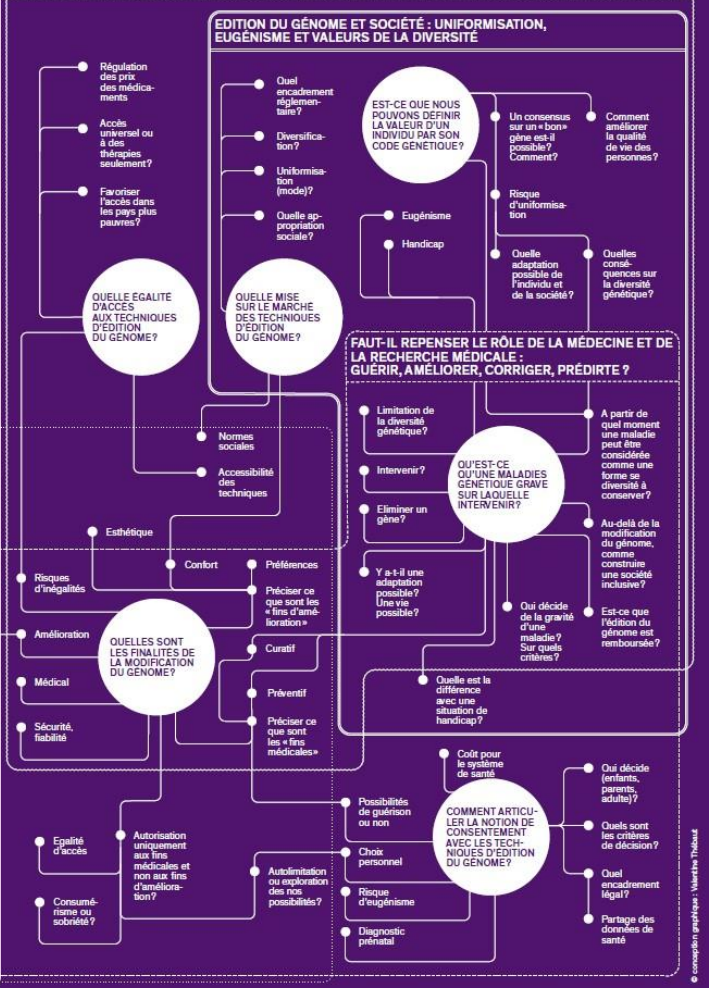 EDITION DU GÉNOME ET SOCIÉTÉ : UNIFORMISATION,
EUGÉNISME ET VALEURS DE LA DIVERSITÉ
Régulation
des prix
des médica-
ments
Accès
universel ou
à des
thérapies
seulement?
Favoriser
l'accès dans
les pays plus
pauvres?
Quel
encadrement
réglemen-
taire?
Diversifica-
tion?
Uniformisa-
tion
(mode)?
Quelle ap-
propriation
sociale?
EST-CE QUE NOUS
POUVONS DÉFINIR
LA VALEUR D'UN
INDIVIDU PAR SON
CODE GÉNÉTIQUE?
Un consensus
sur un « bon»
gène est-il
possible?
Comment?
Comment
améliorer
la qualité
de vie des
personnes?
Risque
d'uniformisa-
tion
Eugénisme
Handicap
Quelle
adaptation
possible de
l'individu et
de la société?
Quelles
consé-
quences sur
la diversité
génétique?
QUELLE ÉGALITÉ
D'ACCÈS
AUX TECHNIQUES
D'ÉDITION
DU GÉNOME?
QUELLE MISE
SUR LE MARCHÉ
DES TECHNIQUES
D'ÉDITION
DU GÉNOME?
FAUT-IL REPENSER LE RÔLE DE LA MÉDECINE ET DE
LA RECHERCHE MÉDICALE :
GUÉRIR, AMÉLIORER, CORRIGER, PRÉDIRTE ?
Normes
sociales
Accessibilité
des
techniques
Limitation de
la diversité
génétique?
Intervenir?
Eliminer un
gène?
Y a-t-il une
adaptation
possible?
Une vie
possible?
QU'EST-CE
QU'UNE MALADIES
GÉNÉTIQUE GRAVE
SUR LAQUELLE
INTERVENIR?
A partir de
quel moment
une maladie
peut être
considérée
comme une
forme se
diversité à
conserver?
Au-delà de la
modification
du génome,
comme
construire
une société
inclusive?
Est-ce que
l'édition du
génome est
remboursée?
Qui décide
de la gravité
d'une
maladie?
Sur quels
critères?
Quelle est la
différence
avec une
situation de
handicap?
Esthétique
Confort
Préférences
Préciser ce
que sont les
« fins d'amé-
lioration »
Risques
d'inégalités
Amélioration
Médical
Sécurité,
fiabilité
QUELLES SONT
LES FINALITÉS DE
LA MODIFICATION
DU GÉNOME?
Curatif
Préventif
Préciser ce
que sont
les « fins
médicales»
Egalité
d'accès
Consumé-
risme ou
sobriété?
Autorisation
uniquement
aux fins
médicales et
non aux fins
d'améliora-
tion?
Autolimitation
ou exploration
des nos
possibilités?
Coût pour
le système
de santé
Possibilités
de guérison
ou non
Choix
personnel
Risque
d'eugénisme
Diagnostic
prénatal
COMMENT ARTICU-
LER LA NOTION DE
CONSENTEMENT
AVEC LES TECH-
NIQUES D'ÉDITION
DU GÉNOME?
Qui décide
(enfants,
parents,
adulte)?
Quels sont
les critères
de décision?
Quel
encadrement
légal?
Partage des
données de
santé
© conception graphique : Valentine Thébaut